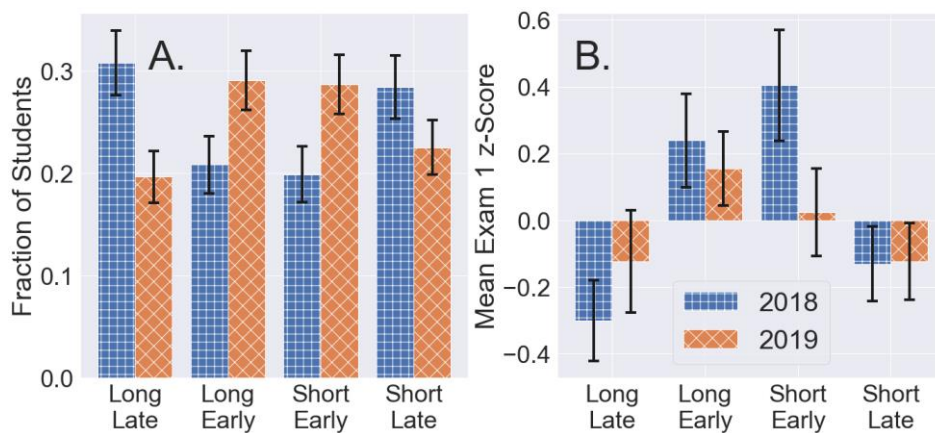 A.
Fraction of Students
0.3
0.2
0.1
0.0
Long Late
Long Early
Short Early
Short Late
B.
Mean Exam 1 z-Score
0.6
0.4
0.2
0.0
−0.2
−0.4
2018
2019
Long Late
Long Early
Short Early
Short Late